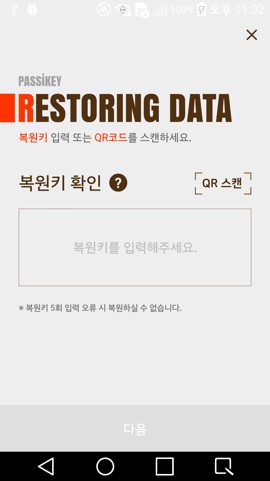 100% 오후 11:02
PASSiKEY
RESTORING DATA
복원키 입력 또는 QR코드를 스캔하세요.
복원키 확인 ? QR 스캔
복원키를 입력해주세요.
※ 복원키 5회 입력 오류 시 복원하실 수 없습니다.
다음